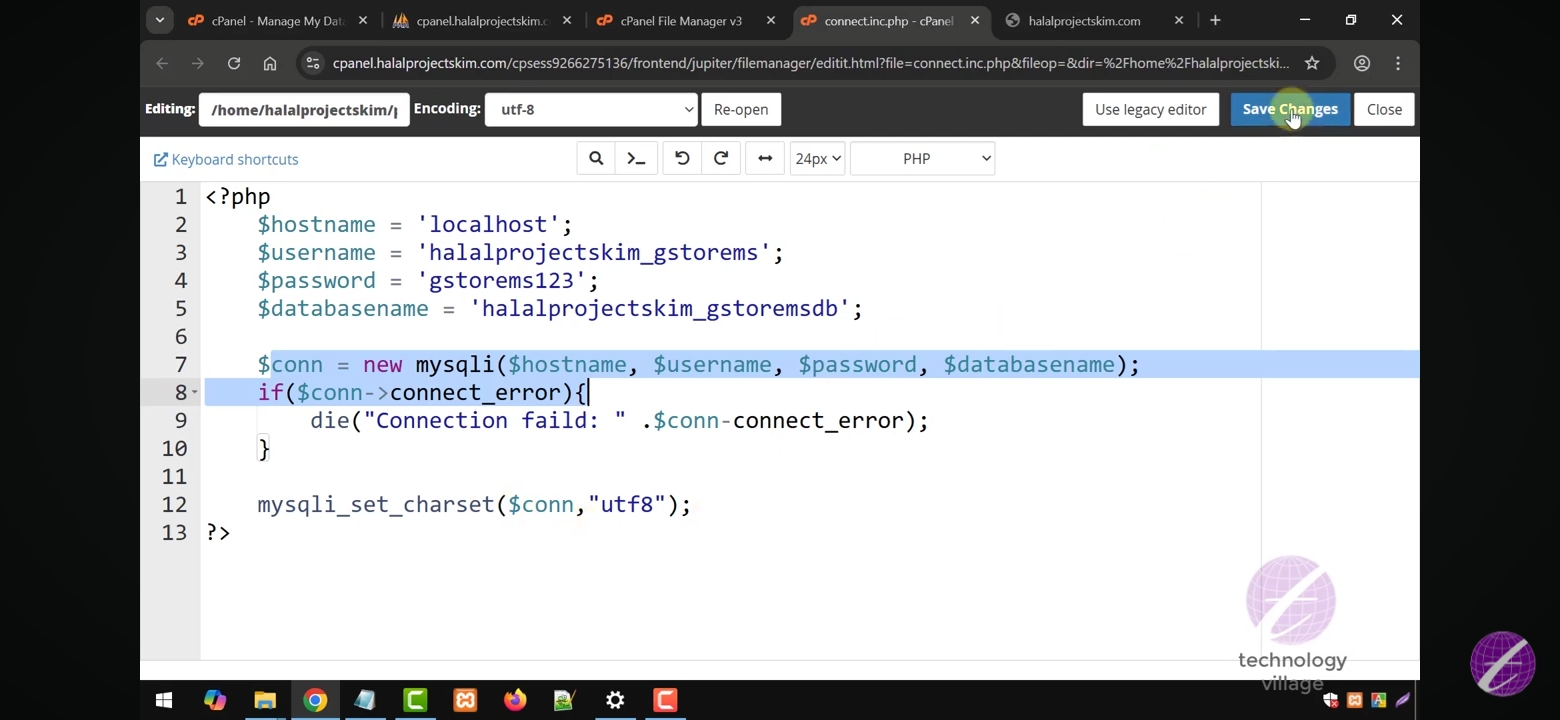 cPanel - Manage My Dat
cpanel.halalprojectskim.c
cPanel File Manager v3
connect.inc.php - cPanel
halalprojectskim.com
cpanel.halalprojectskim.com/cpsess9266275136/frontend/jupiter/filemanager/editit.html?file=connect.inc.php&fileop=&dir=%2Fhome%2Fhalalprojectski...
Editing: /home/halalprojectskim/p Encoding: utf-8 Re-open Use legacy editor Save Changes Close
Keyboard shortcuts 24px PHP
1 <?php
2 $hostname = 'localhost';
3 $username = 'halalprojectskim_gstorems';
4 $password = 'gstorems123';
5 $databasename = 'halalprojectskim_gstoremsdb';
6
7 $conn = new mysqli($hostname, $username, $password, $databasename);
8 if($conn->connect_error){
9 die("Connection faild: " .$conn-connect_error);
10 }
11
12 mysqli_set_charset($conn,"utf8");
13 ?>
technology
village